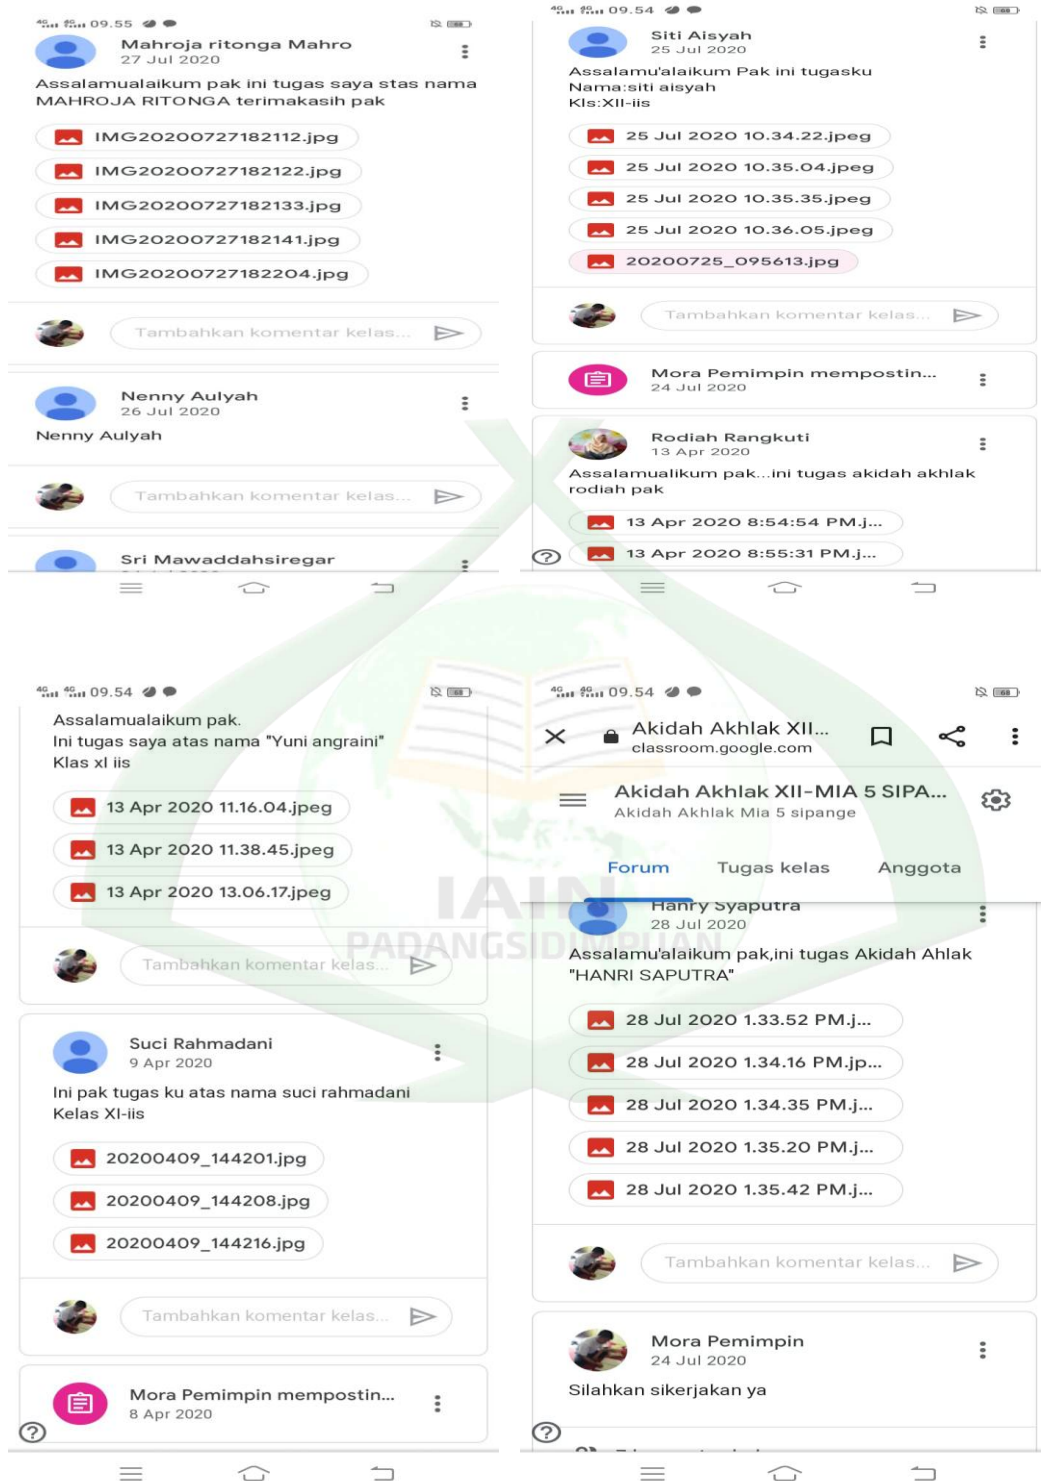 09.55
Mahroja ritonga Mahro
27 Jul 2020
Assalamualaikum pak ini tugas saya stas nama
MAHROJA RITONGA terimakasih pak
IMG20200727182112.jpg
IMG20200727182122.jpg
IMG20200727182133.jpg
IMG20200727182141.jpg
IMG20200727182204.jpg
Tambahkan komentar kelas...
Nenny Aulyah
26 Jul 2020
Nenny Aulyah
Tambahkan komentar kelas...
Sri Mawaddahsiregar
09.54
Siti Aisyah
25 Jul 2020
Assalamu'alaikum Pak ini tugasku
Nama:siti aisyah
Kls:XII-iis
25 Jul 2020 10.34.22.jpeg
25 Jul 2020 10.35.04.jpeg
25 Jul 2020 10.35.35.jpeg
25 Jul 2020 10.36.05.jpeg
20200725_095613.jpg
Tambahkan komentar kelas...
Mora Pemimpin mempostin...
24 Jul 2020
Rodiah Rangkuti
13 Apr 2020
Assalamualikum pak...ini tugas akidah akhlak
rodiah pak
13 Apr 2020 8:54:54 PM.j...
13 Apr 2020 8:55:31 PM.j...
09.54
Assalamualaikum pak.
Ini tugas saya atas nama "Yuni angraini"
Klas xl iis
13 Apr 2020 11.16.04.jpeg
13 Apr 2020 11.38.45.jpeg
13 Apr 2020 13.06.17.jpeg
Tambahkan komentar kelas...
Suci Rahmadani
9 Apr 2020
Ini pak tugas ku atas nama suci rahmadani
Kelas XI-iis
20200409_144201.jpg
20200409_144208.jpg
20200409_144216.jpg
Tambahkan komentar kelas...
Mora Pemimpin mempostin...
8 Apr 2020
09.54
Akidah Akhlak XII...
classroom.google.com
Akidah Akhlak XII-MIA 5 SIPA...
Akidah Akhlak Mia 5 sipange
Forum Tugas kelas Anggota
Hanry Syaputra
28 Jul 2020
Assalamu'alaikum pak,ini tugas Akidah Ahlak
"HANRI SAPUTRA"
28 Jul 2020 1.33.52 PM.j...
28 Jul 2020 1.34.16 PM.jp...
28 Jul 2020 1.34.35 PM.j...
28 Jul 2020 1.35.20 PM.j...
28 Jul 2020 1.35.42 PM.j...
Tambahkan komentar kelas...
Mora Pemimpin
24 Jul 2020
Silahkan sikerjakan ya
IAIN
PADANGSIDIMPUAN